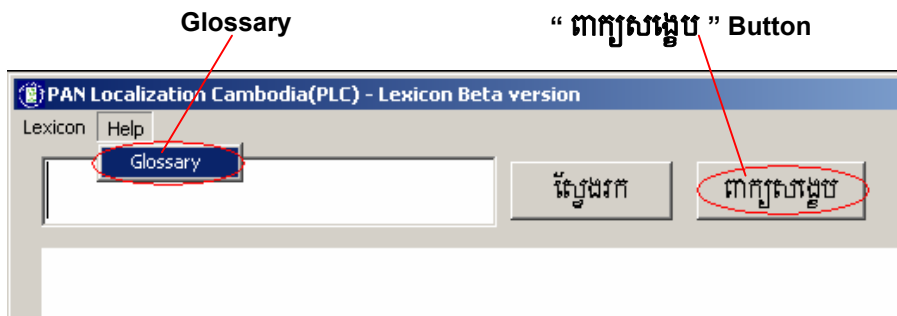 Glossary
“ ពាក្យសង្ខេប ” Button
PAN Localization Cambodia(PLC) - Lexicon Beta version
Lexicon Help
Glossary
ស្វែងរក ពាក្យសង្ខេប